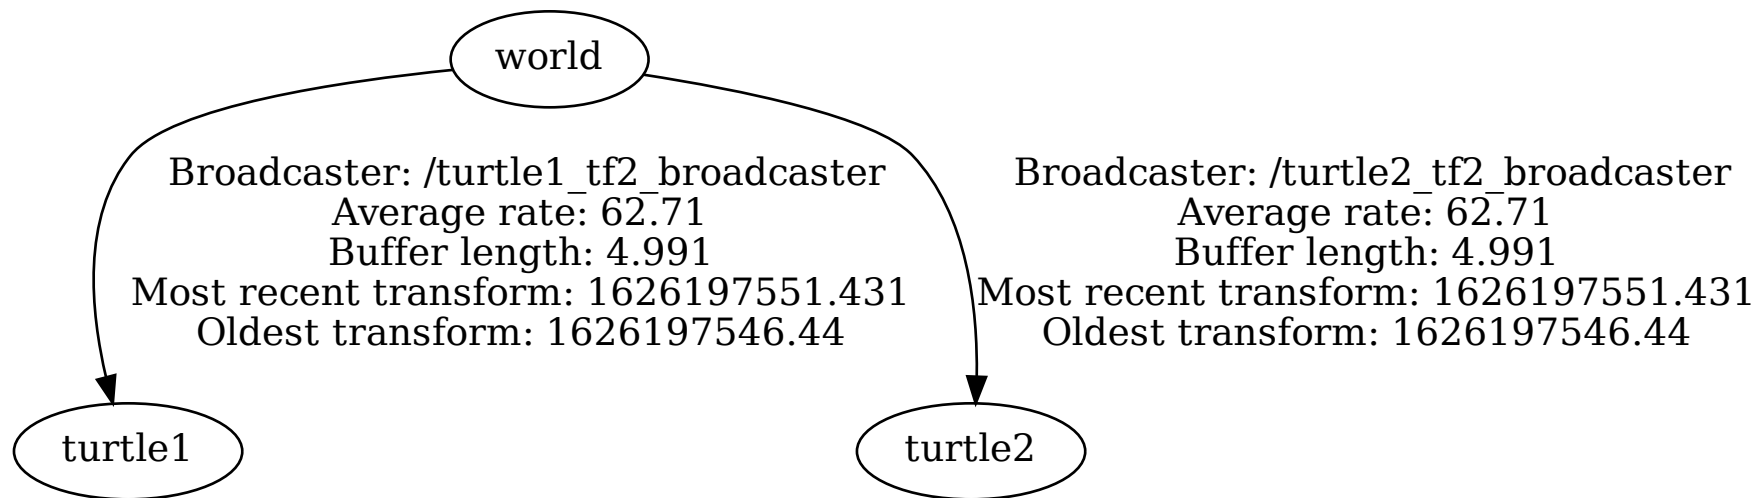 world
Broadcaster: /turtle1_tf2_broadcaster
Average rate: 62.71
Buffer length: 4.991
Most recent transform: 1626197551.431
Oldest transform: 1626197546.44
Broadcaster: /turtle2_tf2_broadcaster
Average rate: 62.71
Buffer length: 4.991
Most recent transform: 1626197551.431
Oldest transform: 1626197546.44
turtle1
turtle2